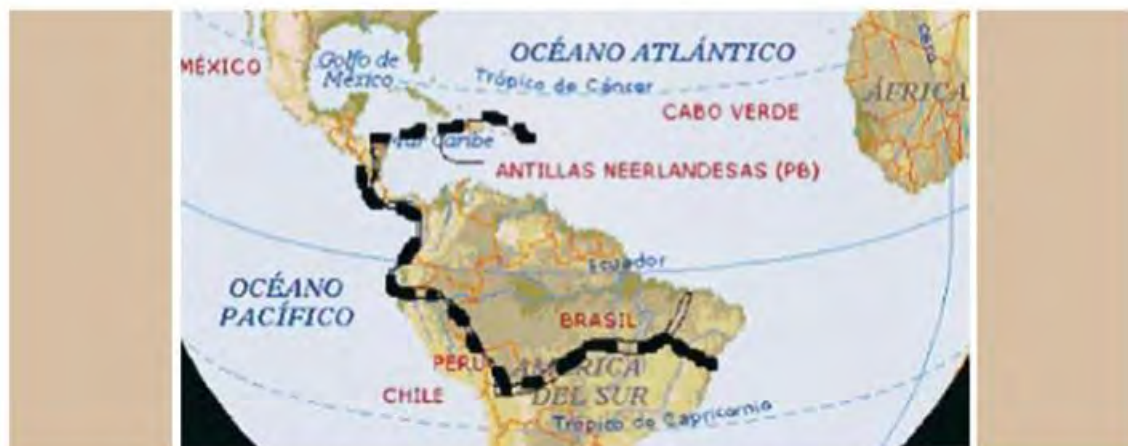 OCÉANO ATLÁNTICO
MÉXICO
Golfo de
México
Trópico de Cáncer
ÁFRICA
CABO VERDE
Mar Caribe
ANTILLAS NEERLANDESAS (PB)
Ecuador
OCÉANO
PACÍFICO
BRASIL
PERU
AMÉRICA
DEL SUR
CHILE
Trópico de Capricornio